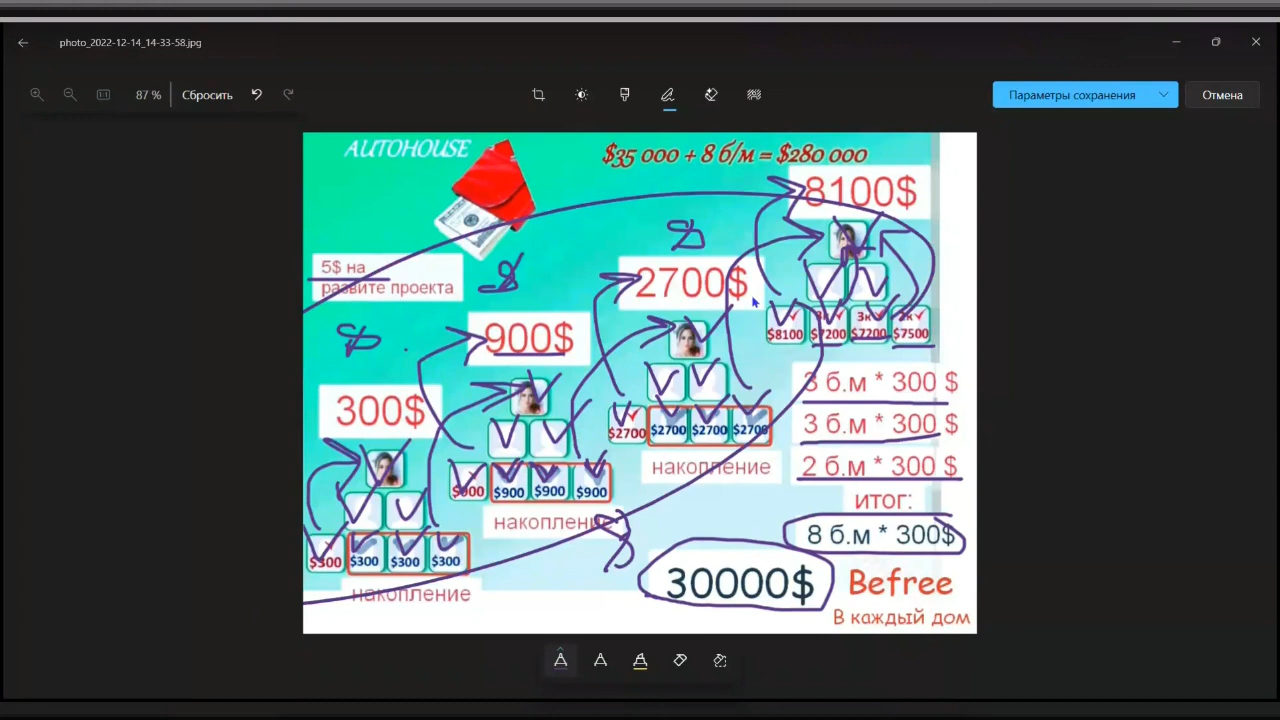 photo_2022-12-14_14-33-58.jpg
87 %
Сбросить
Параметры сохранения
Отмена
AUTOHOUSE
$35 000 + 8 б/м = $280 000
8100$
5$ на
развите проекта
2700$
900$
$8100
$7200
3к
$7200
2к
$7500
300$
3 б.м * 300 $
3 б.м * 300 $
2 б.м * 300 $
$2700
$2700
$2700
$2700
накопление
$900
$900
$900
$900
накопление
итог:
8 б.м * 300$
$300
$300
$300
$300
накопление
30000$
Befree
В каждый дом